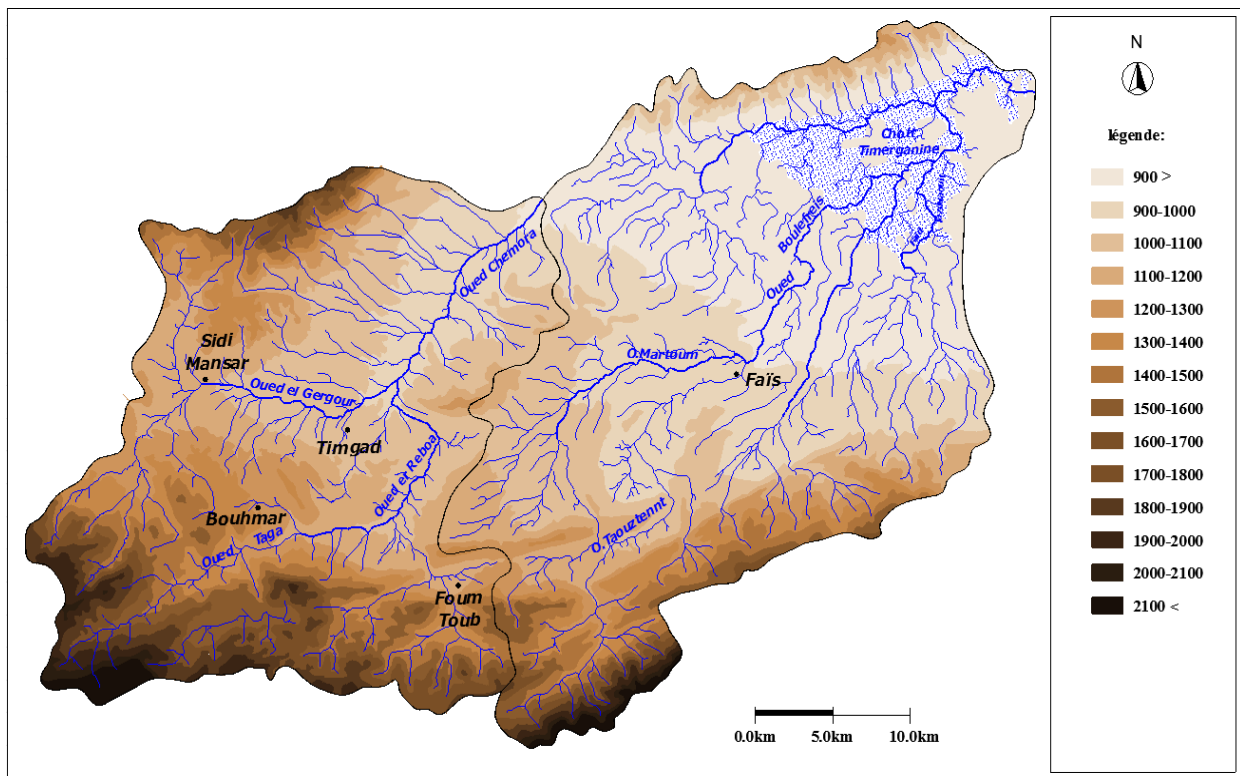 Chott
Timerganine
Boulefreis
Oued
Oued Chemora
O.Martoum
Faïs
Sidi
Mansar
Oued el Gergour
Timgad
Oued er Reboa
Bouhmar
Oued Taga
O.Taouztennt
Foum
Toub
0.0km 5.0km 10.0km
N
légende:
900 >
900-1000
1000-1100
1100-1200
1200-1300
1300-1400
1400-1500
1500-1600
1600-1700
1700-1800
1800-1900
1900-2000
2000-2100
2100 <